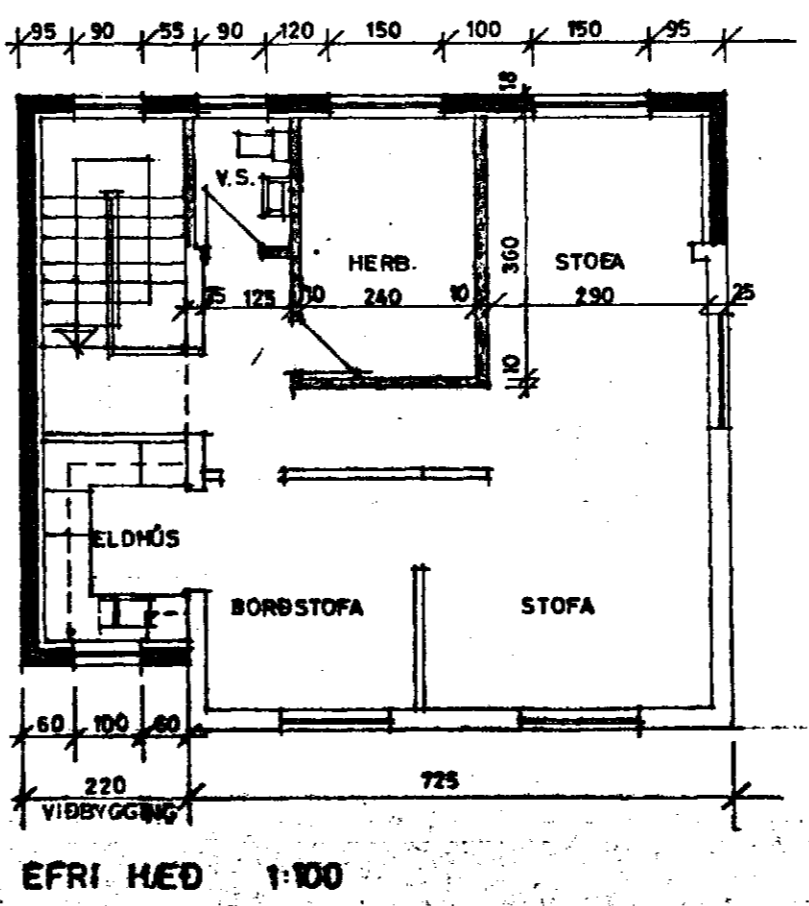 95 90 55 90 120 150 100 150 95
18
V.S.
HERB.
360
STOFA
25 125 10 240 10 290 25
10
ELDHÚS
BORÐSTOFA
STOFA
60 100 60
220
725
VIÐBYGGING
EFRI HÆÐ 1:100